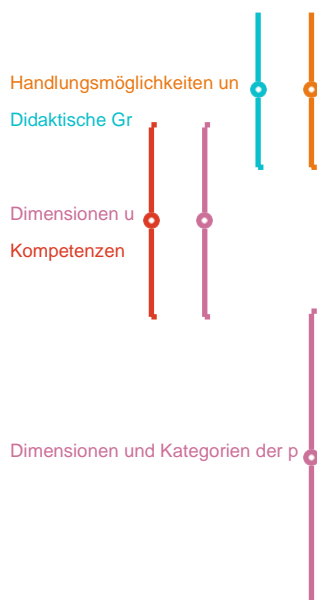 Handlungsmöglichkeiten un
Didaktische Gr
Dimensionen u
Kompetenzen
Dimensionen und Kategorien der p